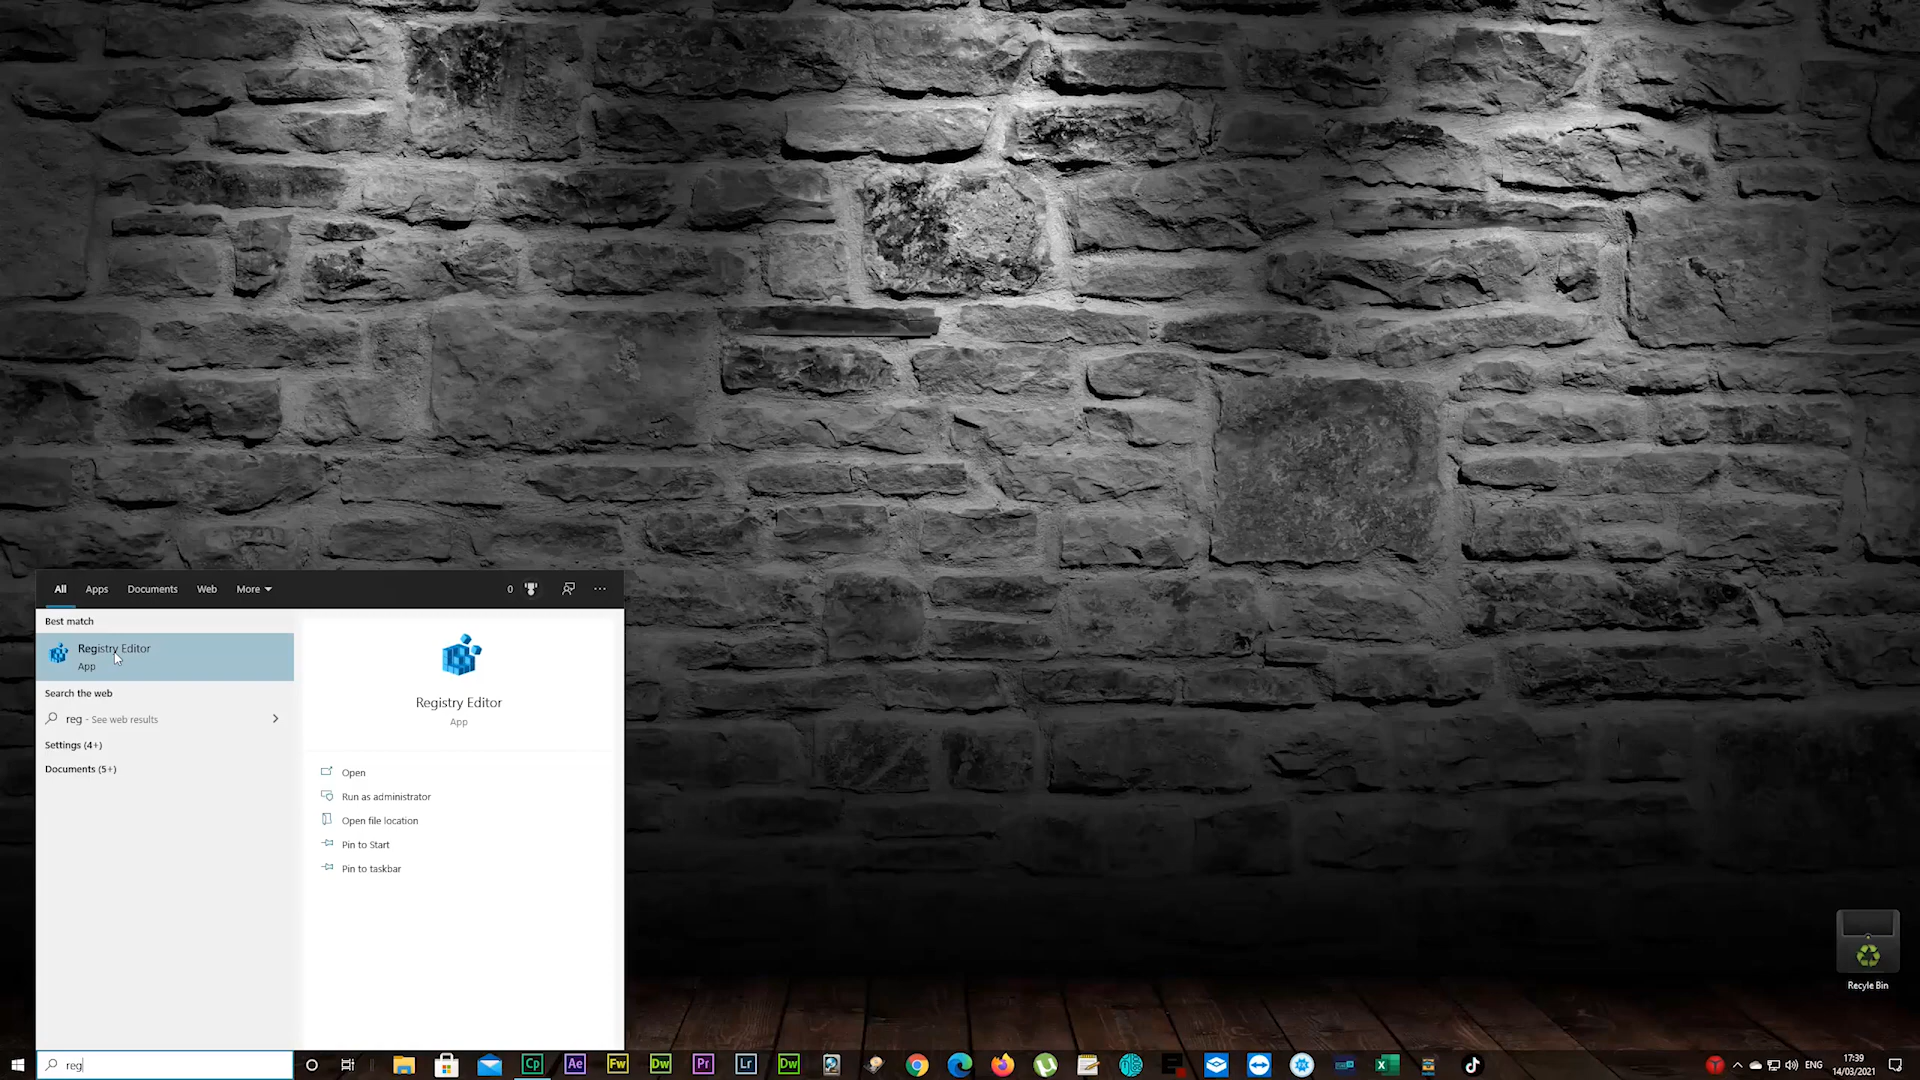 All Apps Documents Web More 0
Best match
Registry Editor
App
Search the web
reg - See web results
Settings (4+)
Documents (5+)
Registry Editor
App
Open
Run as administrator
Open file location
Pin to Start
Pin to taskbar
Recyle Bin
reg
Cp Ae Fw Dw Pr Lr Dw
ENG
17:39
14/03/2021